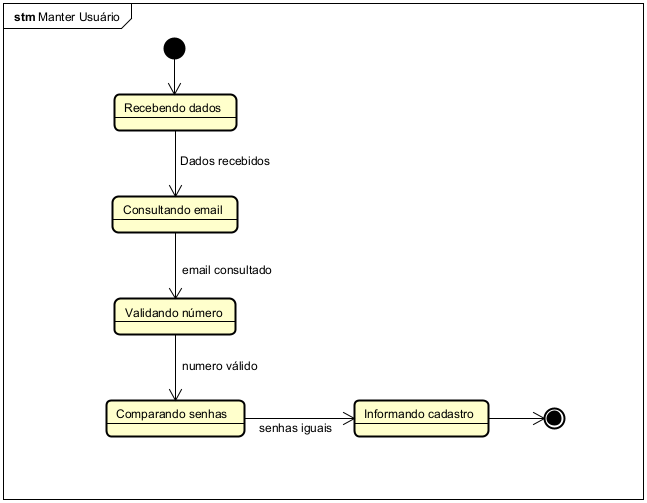 stm Manter Usuário
Recebendo dados
Dados recebidos
Consultando email
email consultado
Validando número
numero válido
Comparando senhas
senhas iguais
Informando cadastro